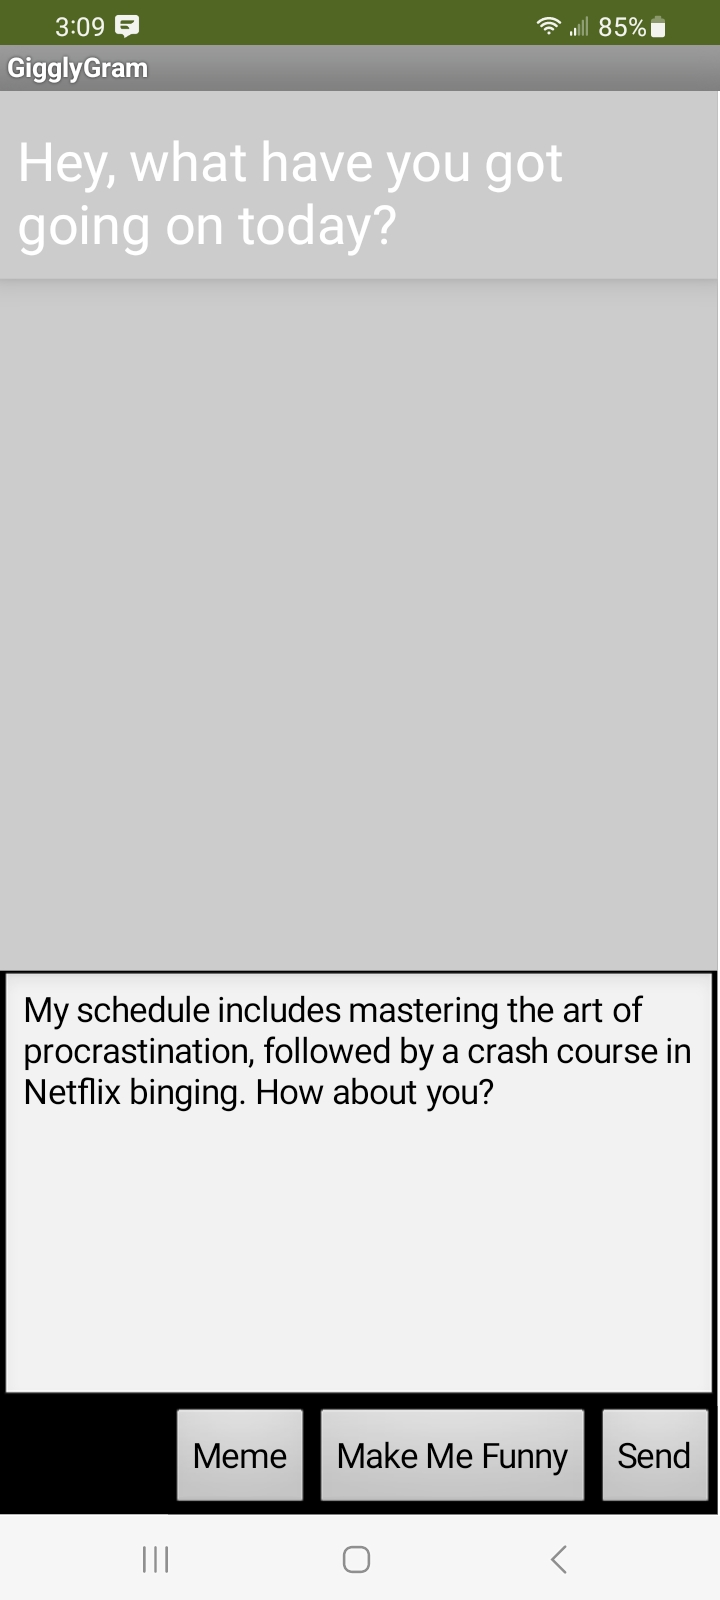 3:09
85%
GigglyGram
Hey, what have you got
going on today?
My schedule includes mastering the art of
procrastination, followed by a crash course in
Netflix binging. How about you?
Meme
Make Me Funny
Send